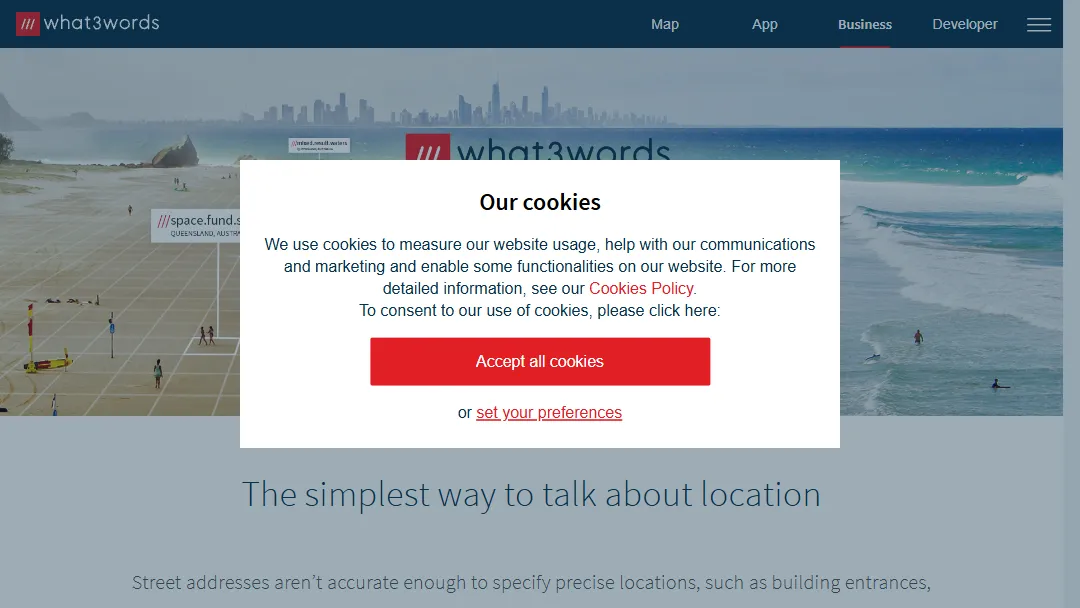 what3words
Map
App
Business
Developer
what3words
///space.fund.s
QUEENSLAND, AUSTRA
Our cookies
We use cookies to measure our website usage, help with our communications
and marketing and enable some functionalities on our website. For more
detailed information, see our Cookies Policy.
To consent to our use of cookies, please click here:
Accept all cookies
or set your preferences
The simplest way to talk about location
Street addresses aren’t accurate enough to specify precise locations, such as building entrances,